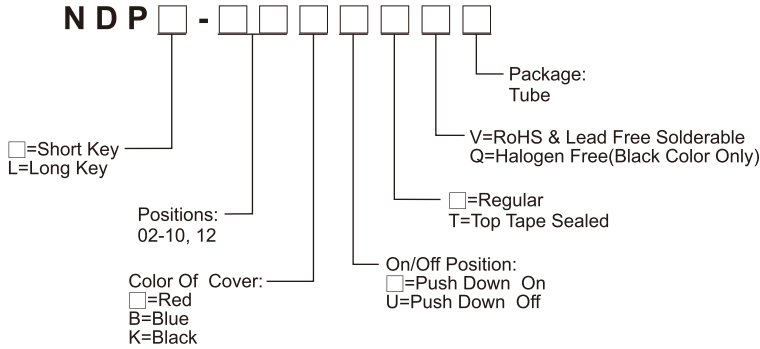 NDP□-□□□□□□□
Package:
Tube
V=RoHS & Lead Free Solderable
Q=Halogen Free(Black Color Only)
□=Short Key
L=Long Key
□=Regular
T=Top Tape Sealed
Positions:
02-10, 12
On/Off Position:
□=Push Down On
U=Push Down Off
Color Of Cover:
□=Red
B=Blue
K=Black